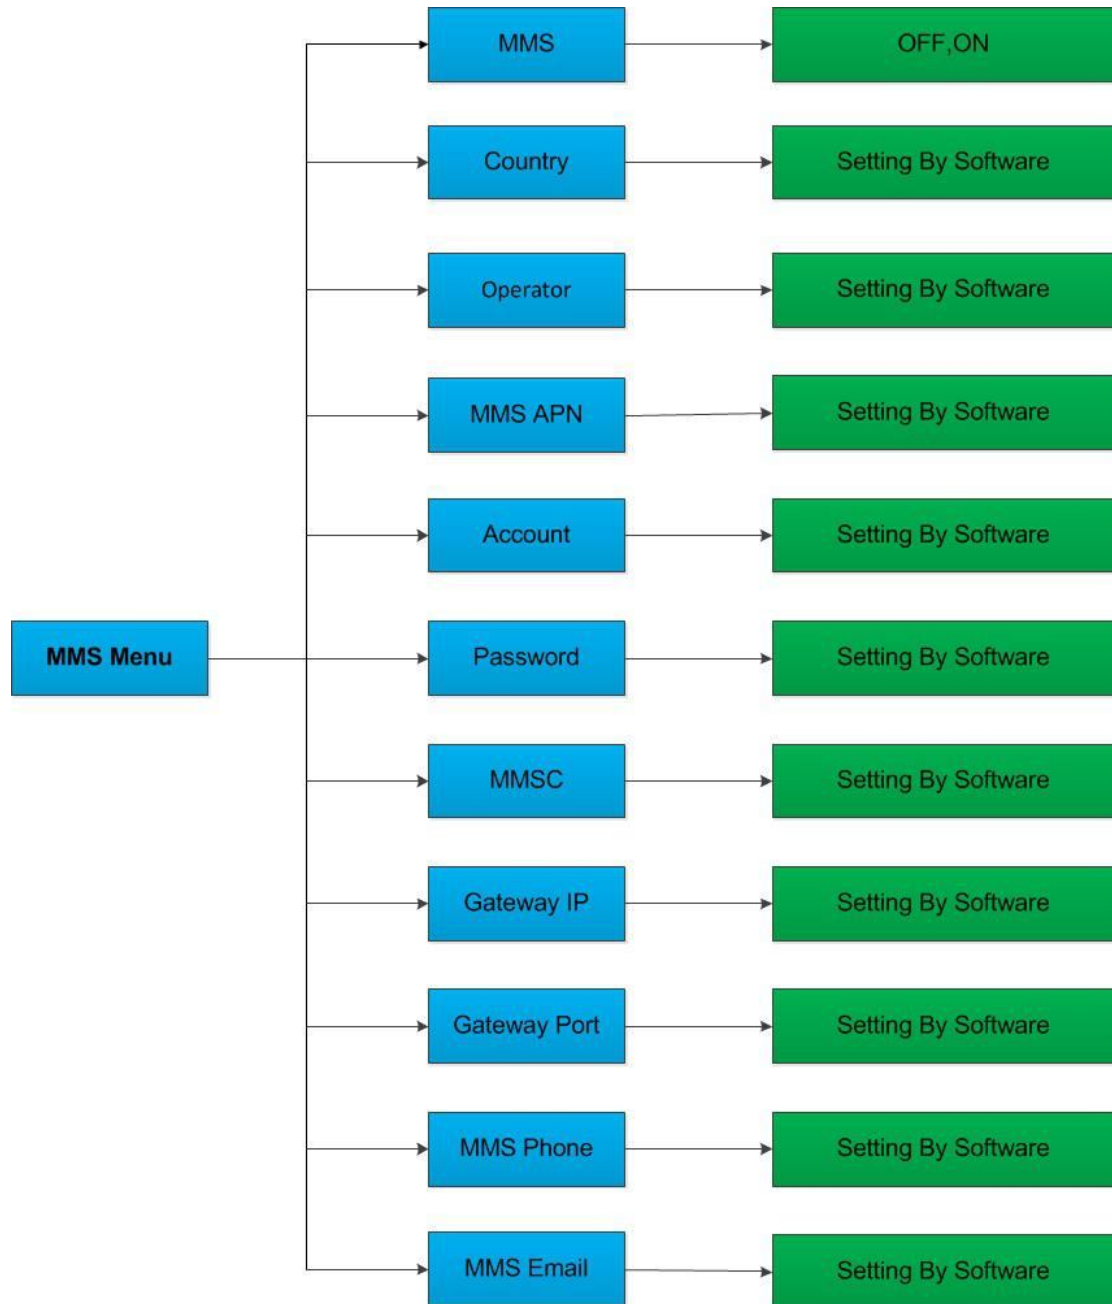 MMS
OFF,ON
Country
Setting By Software
Operator
Setting By Software
MMS APN
Setting By Software
Account
Setting By Software
MMS Menu
Password
Setting By Software
MMSC
Setting By Software
Gateway IP
Setting By Software
Gateway Port
Setting By Software
MMS Phone
Setting By Software
MMS Email
Setting By Software